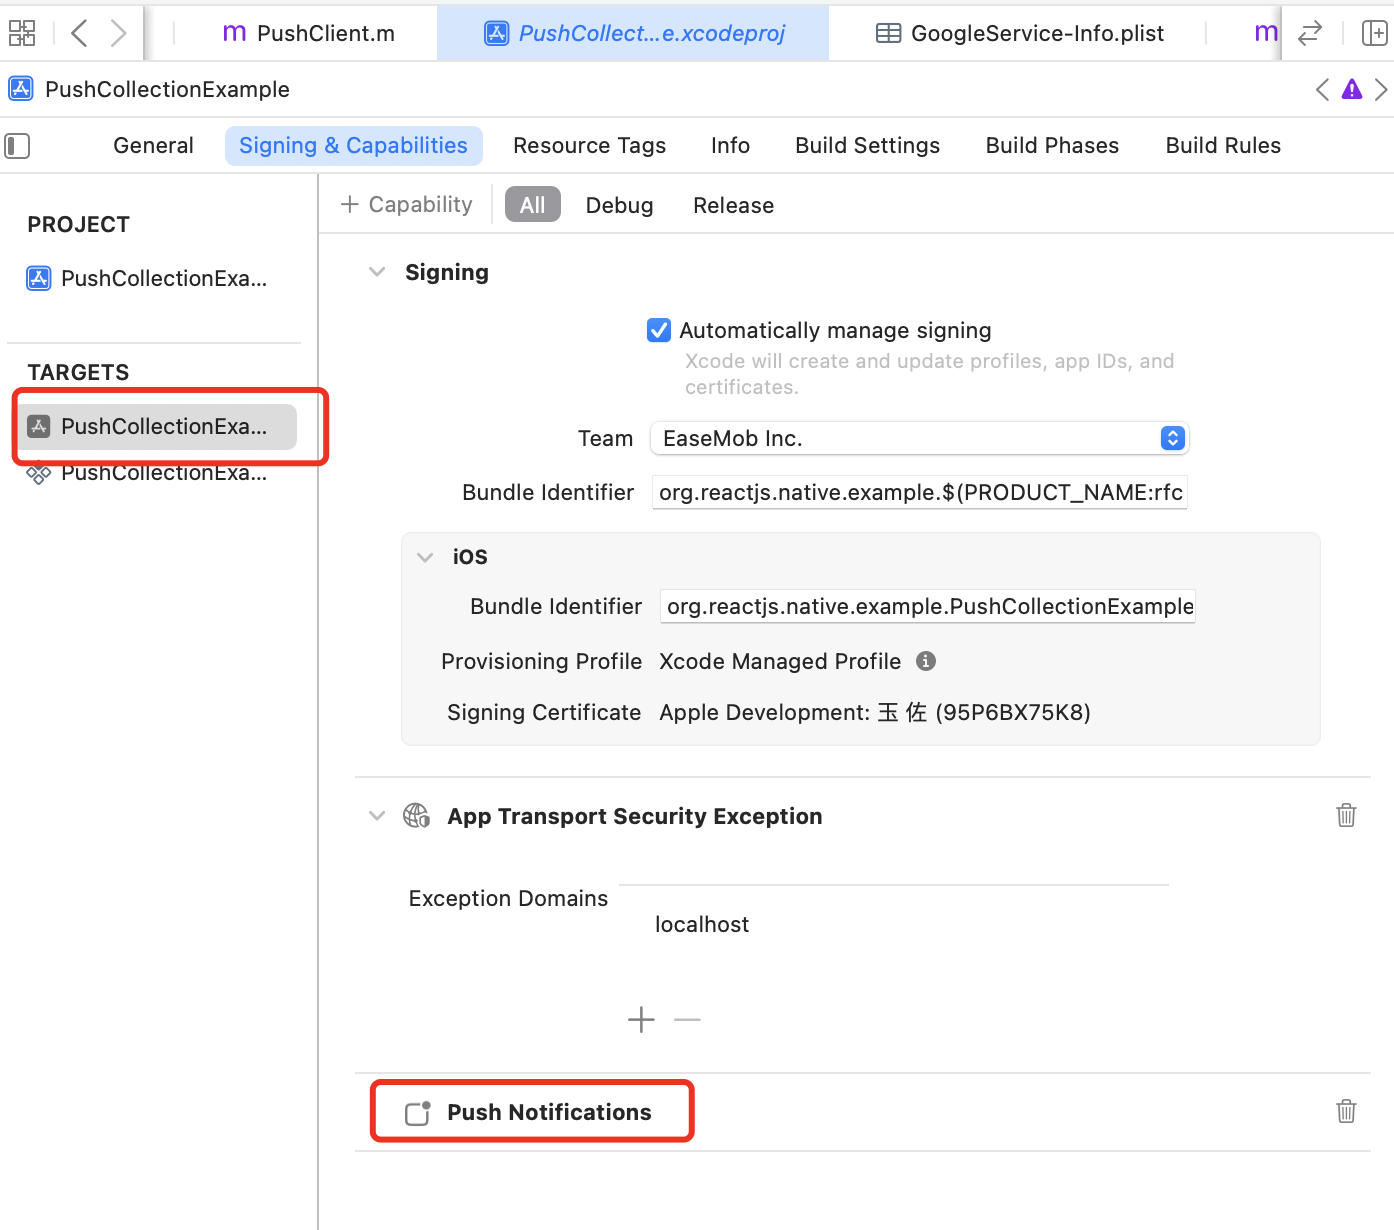 PushClient.m
PushCollect...e.xcodeproj
GoogleService-Info.plist
m
PushCollectionExample
General
Signing & Capabilities
Resource Tags
Info
Build Settings
Build Phases
Build Rules
PROJECT
PushCollectionExa...
TARGETS
PushCollectionExa...
PushCollectionExa...
+ Capability
All
Debug
Release
Signing
Automatically manage signing
Xcode will create and update profiles, app IDs, and
certificates.
Team
EaseMob Inc.
Bundle Identifier
org.reactjs.native.example.$(PRODUCT_NAME:rfc
iOS
Bundle Identifier
org.reactjs.native.example.PushCollectionExample
Provisioning Profile
Xcode Managed Profile
Signing Certificate
Apple Development: 玉 佐 (95P6BX75K8)
App Transport Security Exception
Exception Domains
localhost
Push Notifications